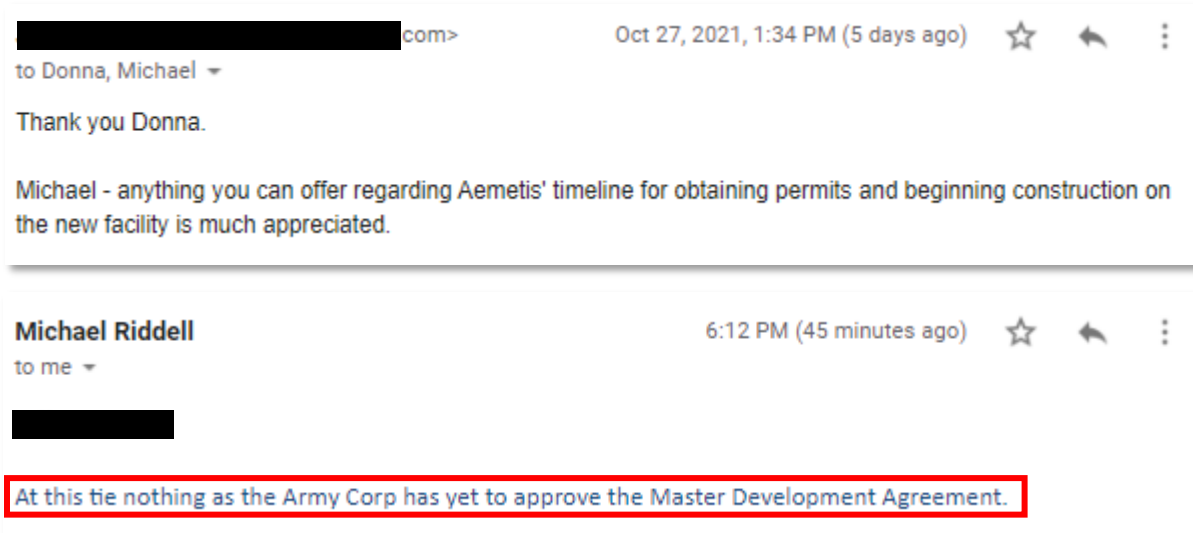 com> Oct 27, 2021, 1:34 PM (5 days ago)
to Donna, Michael
Thank you Donna.
Michael - anything you can offer regarding Aemetis' timeline for obtaining permits and beginning construction on
the new facility is much appreciated.
Michael Riddell 6:12 PM (45 minutes ago)
to me
At this tie nothing as the Army Corp has yet to approve the Master Development Agreement.